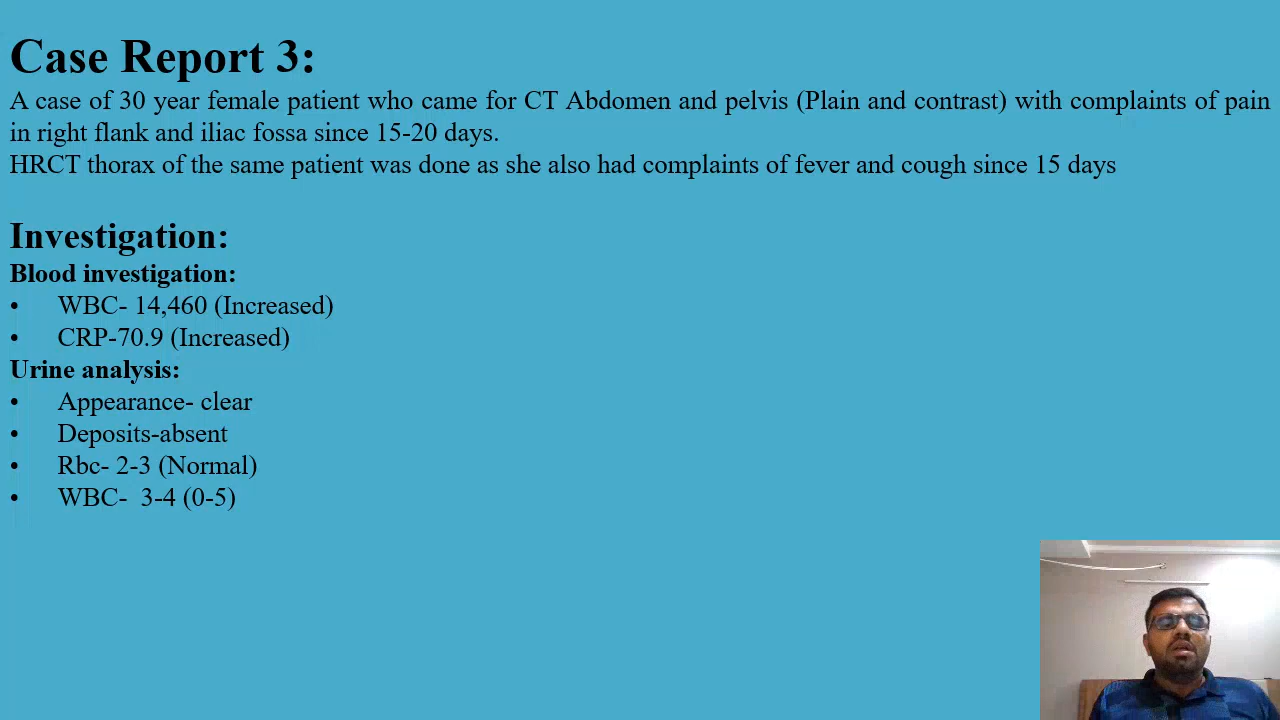 Case Report 3:
A case of 30 year female patient who came for CT Abdomen and pelvis (Plain and contrast) with complaints of pain
in right flank and iliac fossa since 15-20 days.
HRCT thorax of the same patient was done as she also had complaints of fever and cough since 15 days
Investigation:
Blood investigation:
• WBC- 14,460 (Increased)
• CRP-70.9 (Increased)
Urine analysis:
• Appearance- clear
• Deposits-absent
• Rbc- 2-3 (Normal)
• WBC- 3-4 (0-5)